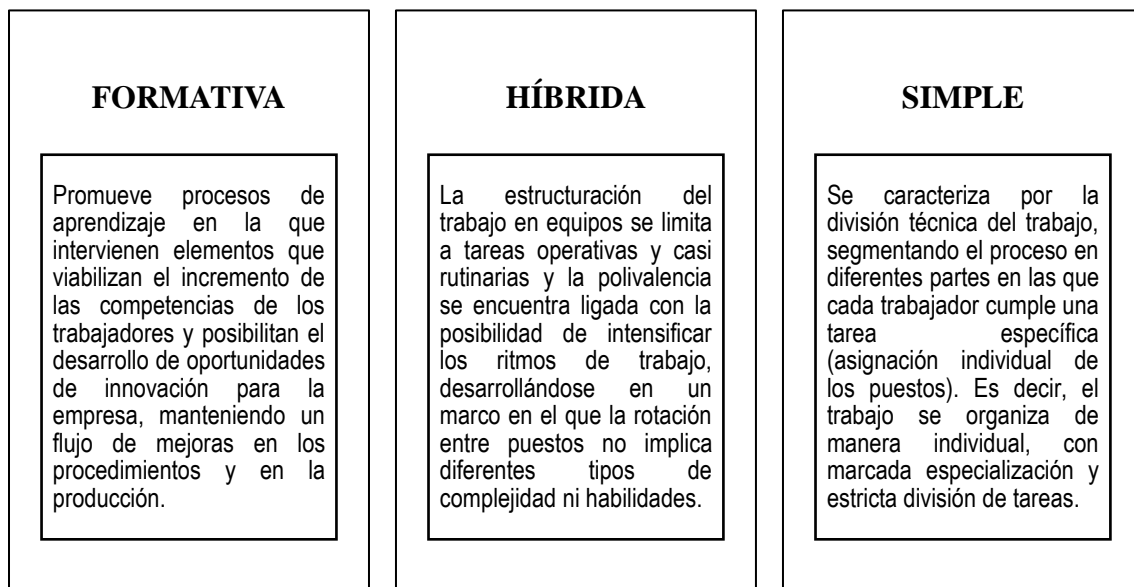 FORMATIVA
Promueve procesos de
aprendizaje en la que
intervienen elementos que
viabilizan el incremento de
las competencias de los
trabajadores y posibilitan el
desarrollo de oportunidades
de innovación para la
empresa, manteniendo un
flujo de mejoras en los
procedimientos y en la
producción.
HÍBRIDA
La estructuración del
trabajo en equipos se limita
a tareas operativas y casi
rutinarias y la polivalencia
se encuentra ligada con la
posibilidad de intensificar
los ritmos de trabajo,
desarrollándose en un
marco en el que la rotación
entre puestos no implica
diferentes tipos de
complejidad ni habilidades.
SIMPLE
Se caracteriza por la
división técnica del trabajo,
segmentando el proceso en
diferentes partes en las que
cada trabajador cumple una
tarea específica
(asignación individual de
los puestos). Es decir, el
trabajo se organiza de
manera individual, con
marcada especialización y
estricta división de tareas.